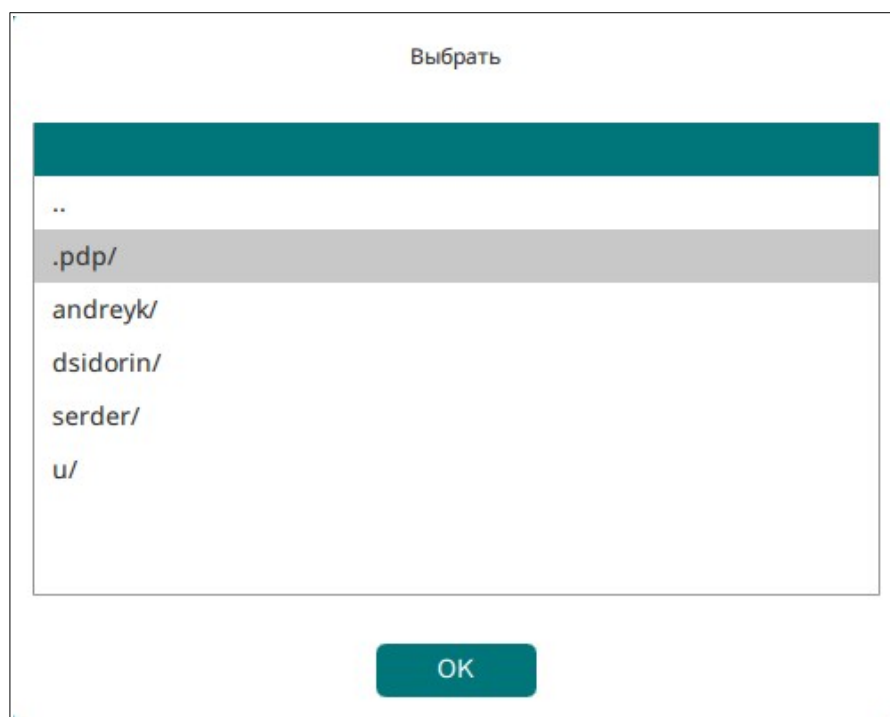 Выбрать
..
.pdp/
andreyk/
dsidorin/
serder/
u/
OK